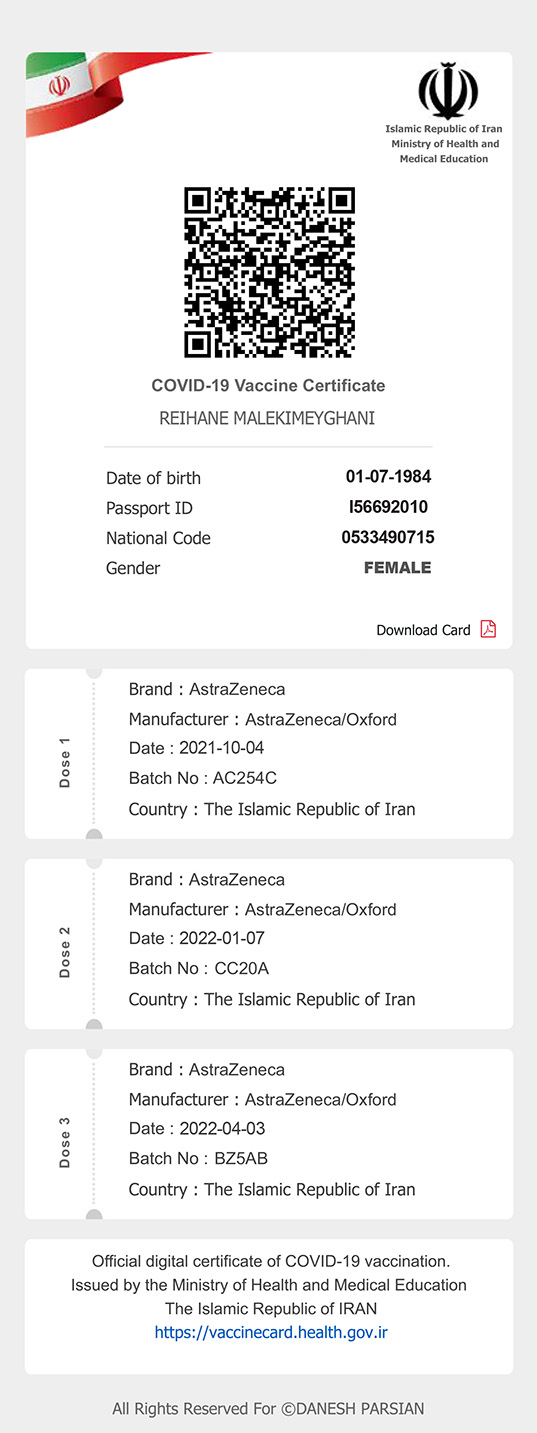 Islamic Republic of Iran
Ministry of Health and
Medical Education
COVID-19 Vaccine Certificate
REIHANE MALEKIMEYGHANI
Date of birth 01-07-1984
Passport ID I56692010
National Code 0533490715
Gender FEMALE
Download Card
Dose 1
Brand : AstraZeneca
Manufacturer : AstraZeneca/Oxford
Date : 2021-10-04
Batch No : AC254C
Country : The Islamic Republic of Iran
Dose 2
Brand : AstraZeneca
Manufacturer : AstraZeneca/Oxford
Date : 2022-01-07
Batch No : CC20A
Country : The Islamic Republic of Iran
Dose 3
Brand : AstraZeneca
Manufacturer : AstraZeneca/Oxford
Date : 2022-04-03
Batch No : BZ5AB
Country : The Islamic Republic of Iran
Official digital certificate of COVID-19 vaccination.
Issued by the Ministry of Health and Medical Education
The Islamic Republic of IRAN
https://vaccinecard.health.gov.ir
All Rights Reserved For ©DANESH PARSIAN